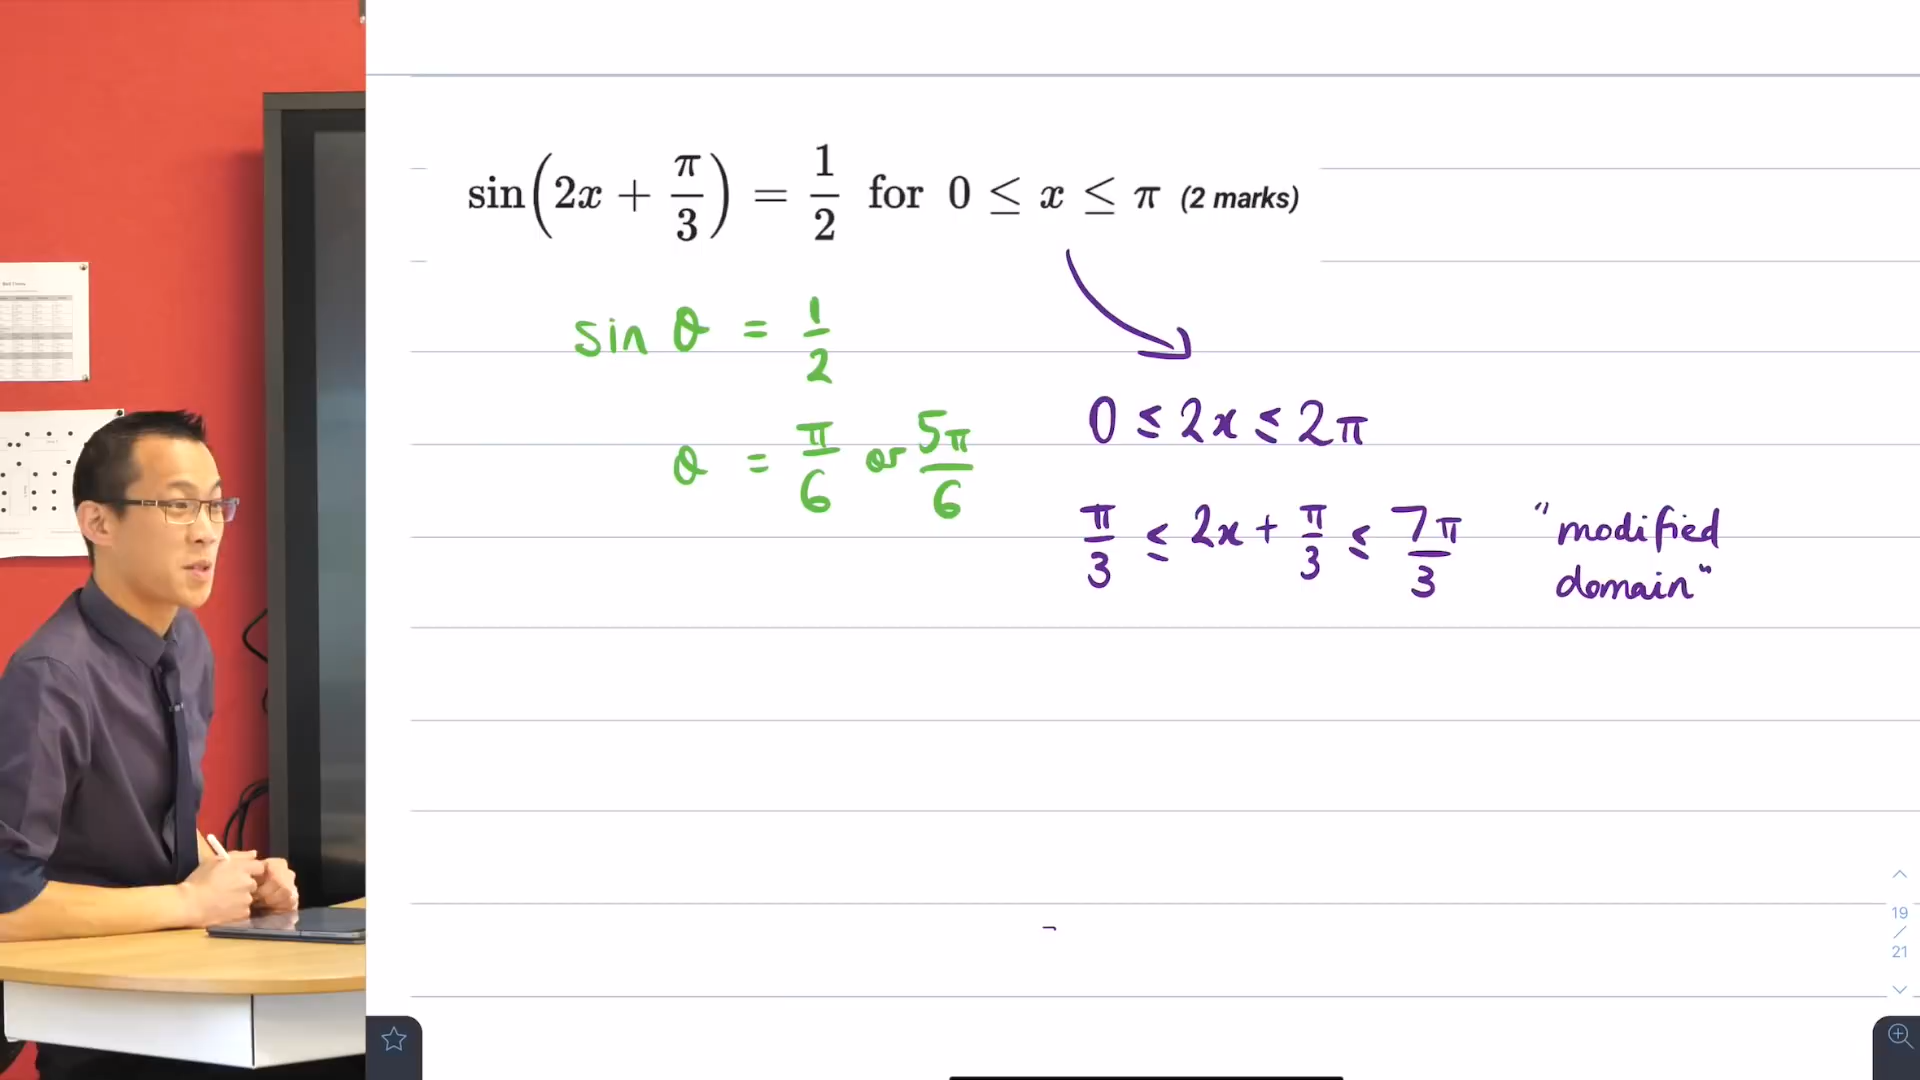 sin(2x + π/3) = 1/2 for 0 ≤ x ≤ π (2 marks)
sin θ = 1/2
θ = π/6 or 5π/6
0 ≤ 2x ≤ 2π
π/3 ≤ 2x + π/3 ≤ 7π/3
"modified
domain"
19
/
21